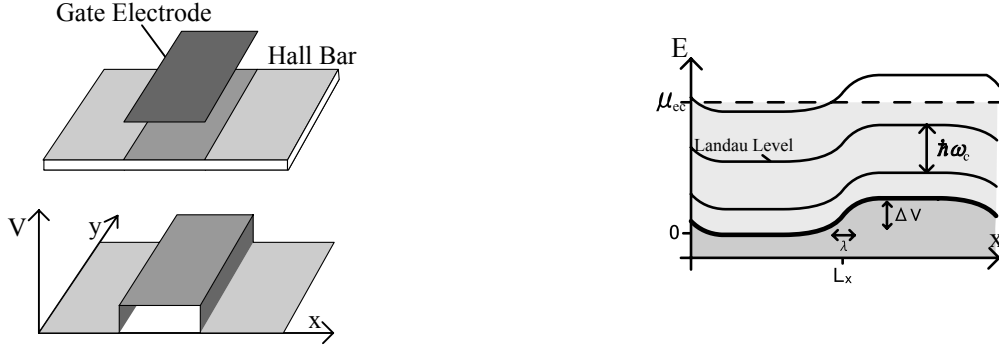 Gate Electrode
Hall Bar
V
y
x
E
μec
Landau Level
ħωc
ΔV
0
λ
x
Lx